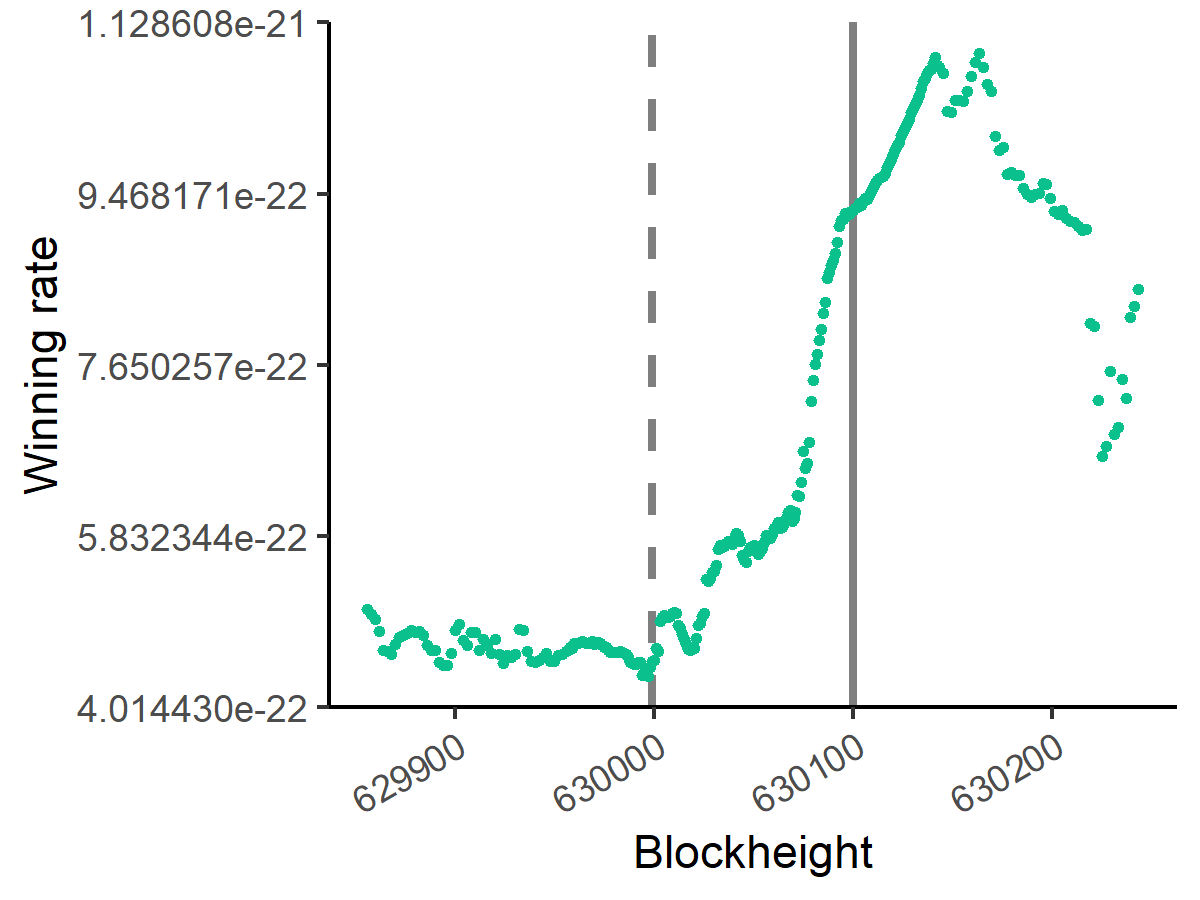 1.128608e-21
9.468171e-22
7.650257e-22
5.832344e-22
4.014430e-22
Winning rate
629900
630000
630100
630200
Blockheight